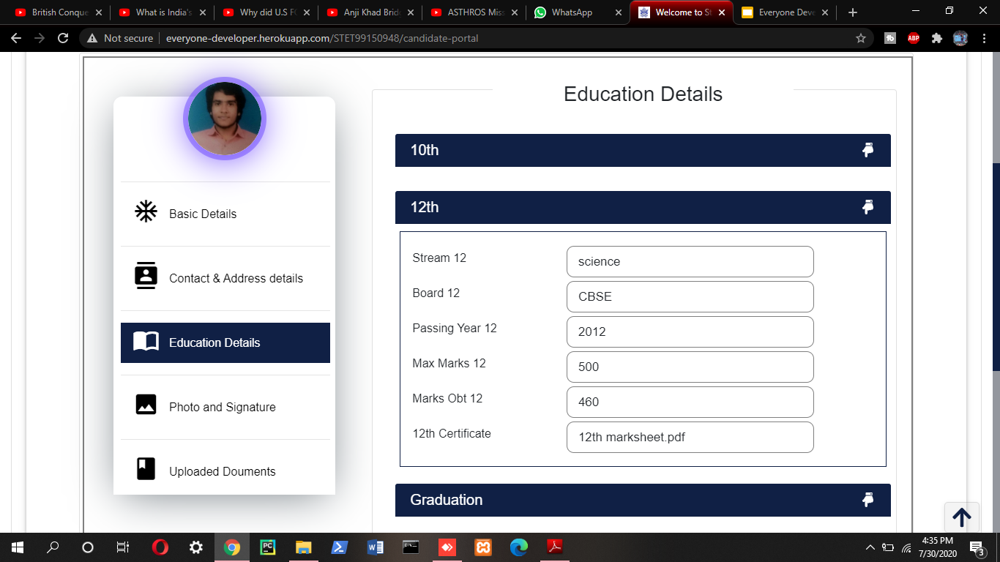 British Conque
What is India's
Why did U.S F
Anji Khad Brid
ASTHROS Miss
WhatsApp
Welcome to St
Everyone Deve
Not secure
everyone-developer.herokuapp.com/STET99150948/candidate-portal
Education Details
10th
12th
Basic Details
Contact & Address details
Education Details
Photo and Signature
Uploaded Douments
Stream 12 science
Board 12 CBSE
Passing Year 12 2012
Max Marks 12 500
Marks Obt 12 460
12th Certificate 12th marksheet.pdf
Graduation
4:35 PM
7/30/2020
3